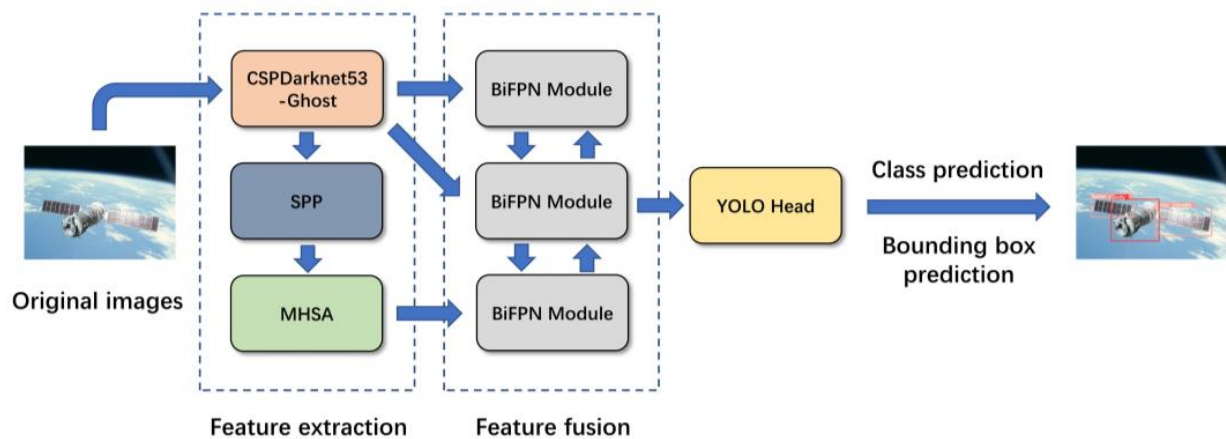 CSPDarknet53
-Ghost
SPP
MHSA
BiFPN Module
BiFPN Module
BiFPN Module
YOLO Head
Class prediction
Bounding box
prediction
Original images
Feature extraction
Feature fusion